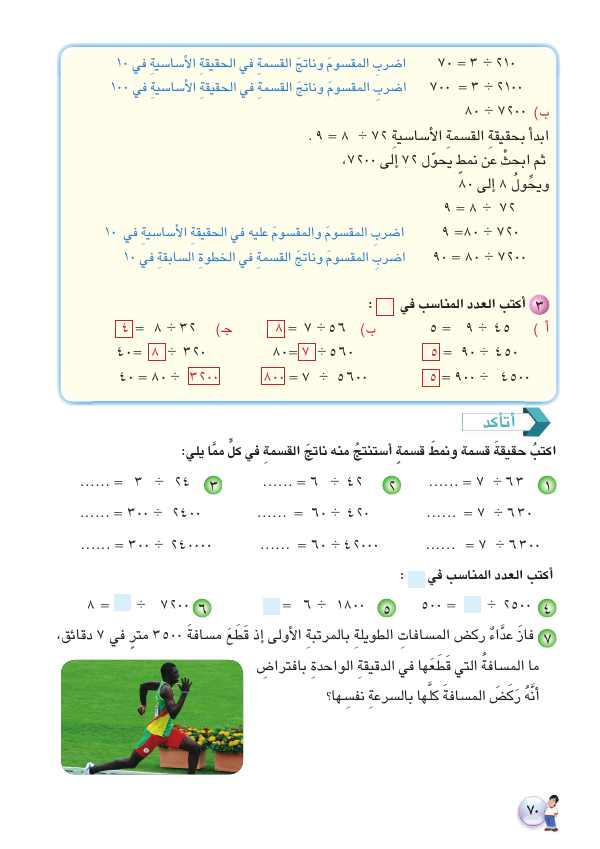 ٢١٠ ÷ ٣ = ٧٠ اضربِ المقسومَ وناتجَ القسمةِ في الحقيقةِ الأساسيةِ في ١٠
٢١٠٠ ÷ ٣ = ٧٠٠ اضربِ المقسومَ وناتجَ القسمةِ في الحقيقةِ الأساسيةِ في ١٠٠
ب) ٧٢٠٠ ÷ ٨٠
ابدأ بحقيقةِ القسمةِ الأساسيةِ ٧٢ ÷ ٨ = ٩ .
ثم ابحثْ عن نمطٍ يحوّل ٧٢ إلى ٧٢٠٠،
ويحِّولُ ٨ إلى ٨٠
٧٢ ÷ ٨ = ٩
٧٢٠ ÷ ٨٠ = ٩ اضربِ المقسومَ والمقسومَ عليه في الحقيقةِ الأساسيةِ في ١٠
٧٢٠٠ ÷ ٨٠ = ٩٠ اضربِ المقسومَ وناتجَ القسمةِ في الخطوةِ السابقةِ في ١٠
٣ أكتب العدد المناسب في □ :
أ ) ٤٥ ÷ ٩ = ٥ ب) ٥٦ ÷ ٧ = ٨ جـ) ٣٢ ÷ ٨ = ٤
٤٥٠ ÷ ٩٠ = ٥ ٥٦٠ ÷ ٧ = ٨٠ ٣٢٠ ÷ ٨ = ٤٠
٤٥٠٠ ÷ ٩٠٠ = ٥ ٥٦٠٠ ÷ ٧ = ٨٠٠ ٣٢٠٠ ÷ ٨٠ = ٤٠
أتأكد
اكتبُ حقيقةَ قسمة ونمطَ قسمةٍ أستنتجُ منه ناتجَ القسمةِ في كلٍّ ممَّا يلي:
١ ٦٣ ÷ ٧ = ...... ٢ ٤٢ ÷ ٦ = ...... ٣ ٢٤ ÷ ٣ = ......
٦٣٠ ÷ ٧ = ...... ٤٢٠ ÷ ٦٠ = ...... ٢٤٠٠ ÷ ٣٠٠ = ......
٦٣٠٠ ÷ ٧ = ...... ٤٢٠٠٠ ÷ ٦٠ = ...... ٢٤٠٠٠٠ ÷ ٣٠٠ = ......
أكتب العدد المناسب في □ :
٤ ٢٥٠٠ ÷ □ = ٥٠٠ ٥ ١٨٠٠ ÷ ٦ = □ ٦ ٧٢٠٠ ÷ □ = ٨
٧ فازَ عدَّاءٌ ركض المسافاتِ الطويلةِ بالمرتبةِ الأولى إذ قَطَعَ مسافةَ ٣٥٠٠ مترٍ في ٧ دقائق،
ما المسافةُ التي قَطَعَها في الدقيقةِ الواحدةِ بافتراضِ
أنَّهُ رَكَضَ المسافةَ كلَّها بالسرعةِ نفسِها؟
٧٠